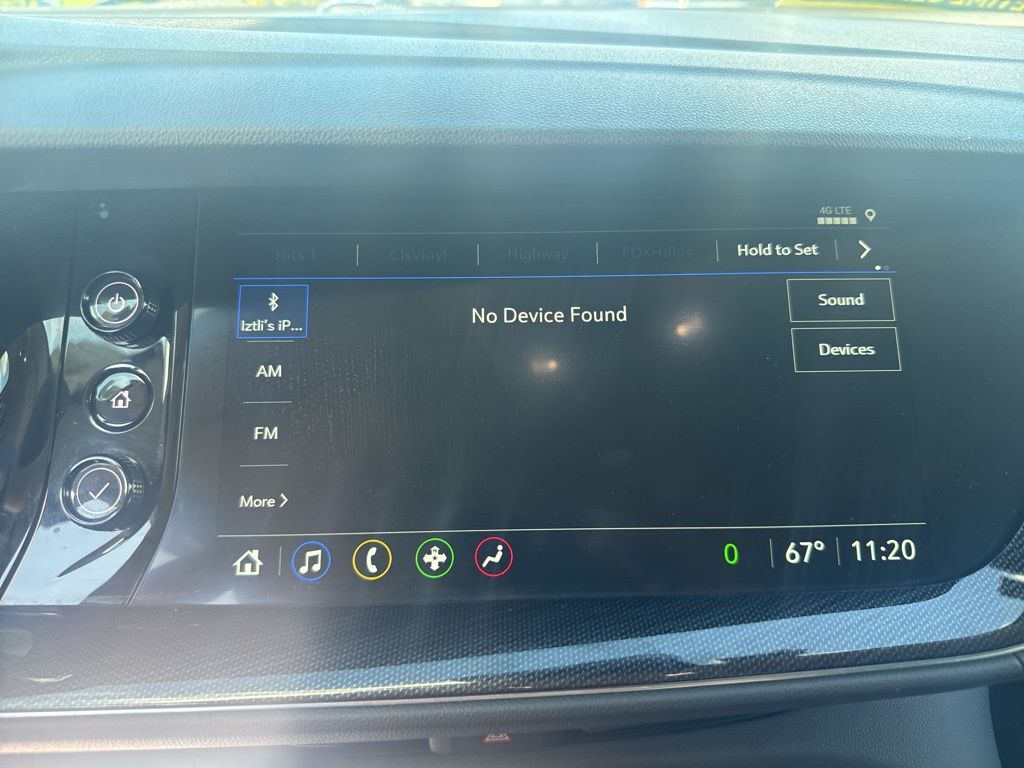 4G LTE
Hits 1
ClsVinyl
Highway
FOXHdlns
Hold to Set
Iztli's iP...
No Device Found
Sound
Devices
AM
FM
More
0
67°
11:20